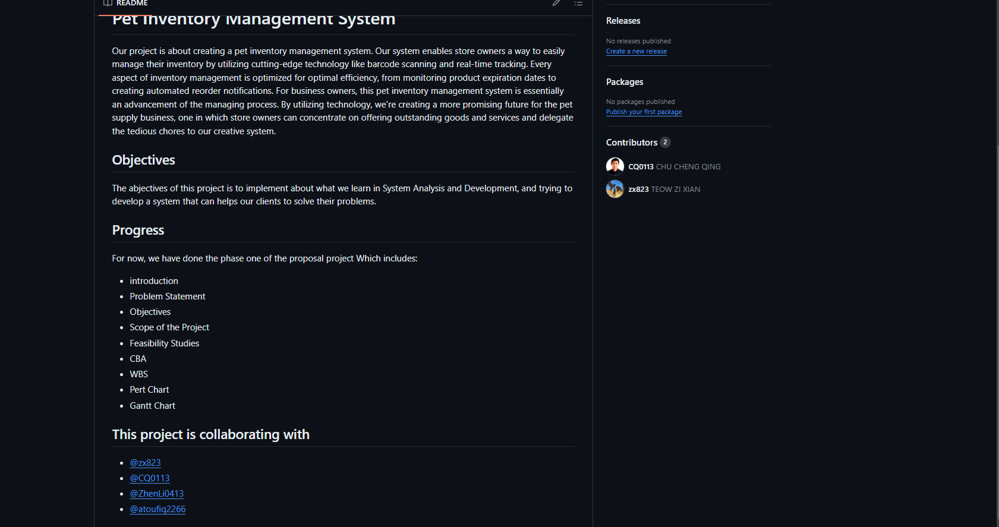 README
Pet Inventory Management System
Our project is about creating a pet inventory management system. Our system enables store owners a way to easily
manage their inventory by utilizing cutting-edge technology like barcode scanning and real-time tracking. Every
aspect of inventory management is optimized for optimal efficiency, from monitoring product expiration dates to
creating automated reorder notifications. For business owners, this pet inventory management system is essentially
an advancement of the managing process. By utilizing technology, we're creating a more promising future for the pet
supply business, one in which store owners can concentrate on offering outstanding goods and services and delegate
the tedious chores to our creative system.
Objectives
The abjectives of this project is to implement about what we learn in System Analysis and Development, and trying to
develop a system that can helps our clients to solve their problems.
Progress
For now, we have done the phase one of the proposal project Which includes:
• introduction
• Problem Statement
• Objectives
• Scope of the Project
• Feasibility Studies
• CBA
• WBS
• Pert Chart
• Gantt Chart
This project is collaborating with
• @zx823
• @CQ0113
• @ZhenLi0413
• @atoufiq2266
Releases
No releases published
Create a new release
Packages
No packages published
Publish your first package
Contributors 2
CQ0113 CHU CHENG QING
zx823 TEOW ZI XIAN